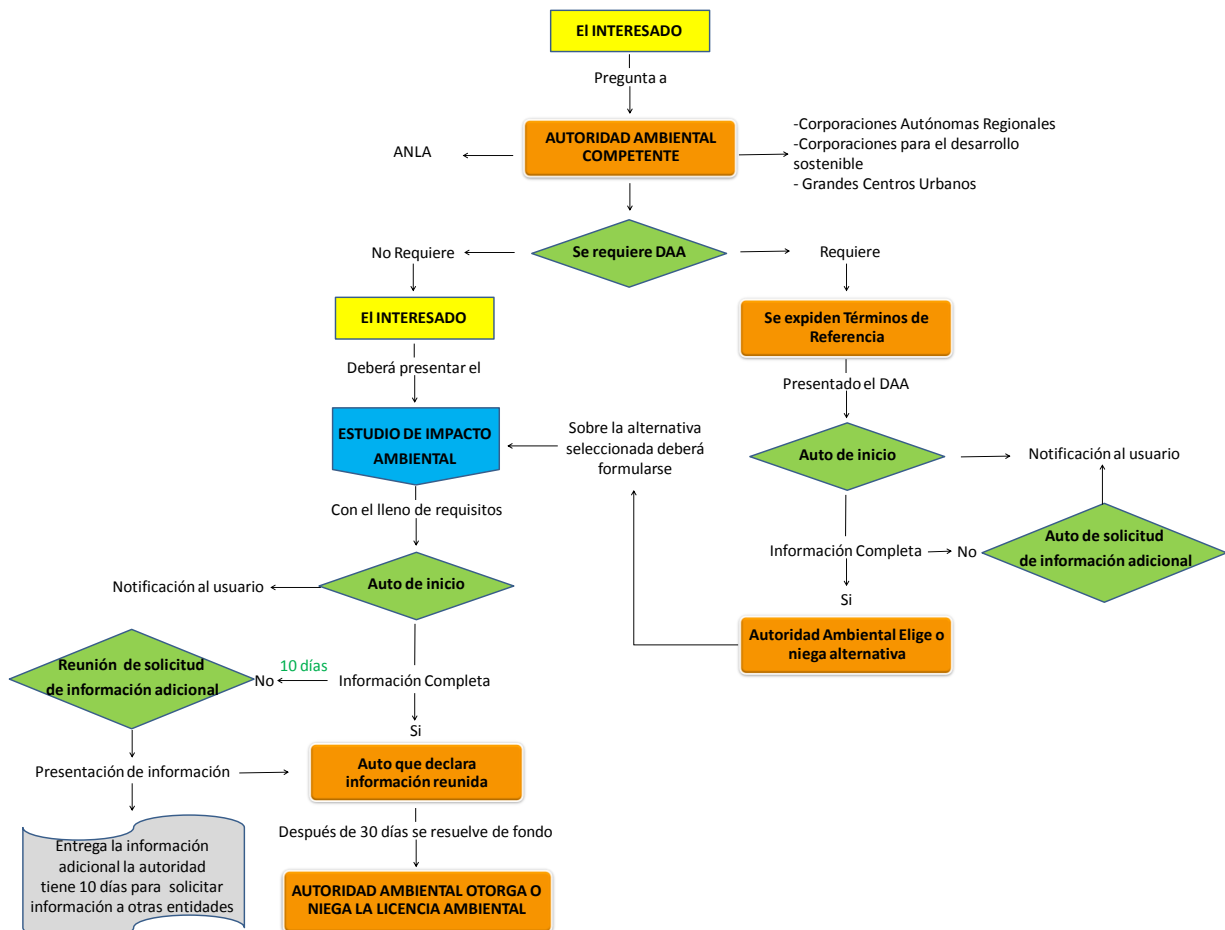 El INTERESADO
Pregunta a
AUTORIDAD AMBIENTAL
COMPETENTE
ANLA
-Corporaciones Autónomas Regionales
-Corporaciones para el desarrollo
sostenible
- Grandes Centros Urbanos
Se requiere DAA
No Requiere
Requiere
El INTERESADO
Se expiden Términos de
Referencia
Deberá presentar el
Presentado el DAA
ESTUDIO DE IMPACTO
AMBIENTAL
Sobre la alternativa
seleccionada deberá
formularse
Auto de inicio
Notificación al usuario
Con el lleno de requisitos
Información Completa
No
Auto de solicitud
de información adicional
Auto de inicio
Notificación al usuario
Si
Autoridad Ambiental Elige o
niega alternativa
Reunión de solicitud
de información adicional
No
10 días
Información Completa
Si
Presentación de información
Auto que declara
información reunida
Después de 30 días se resuelve de fondo
Entrega la información
adicional la autoridad
tiene 10 días para solicitar
información a otras entidades
AUTORIDAD AMBIENTAL OTORGA O
NIEGA LA LICENCIA AMBIENTAL